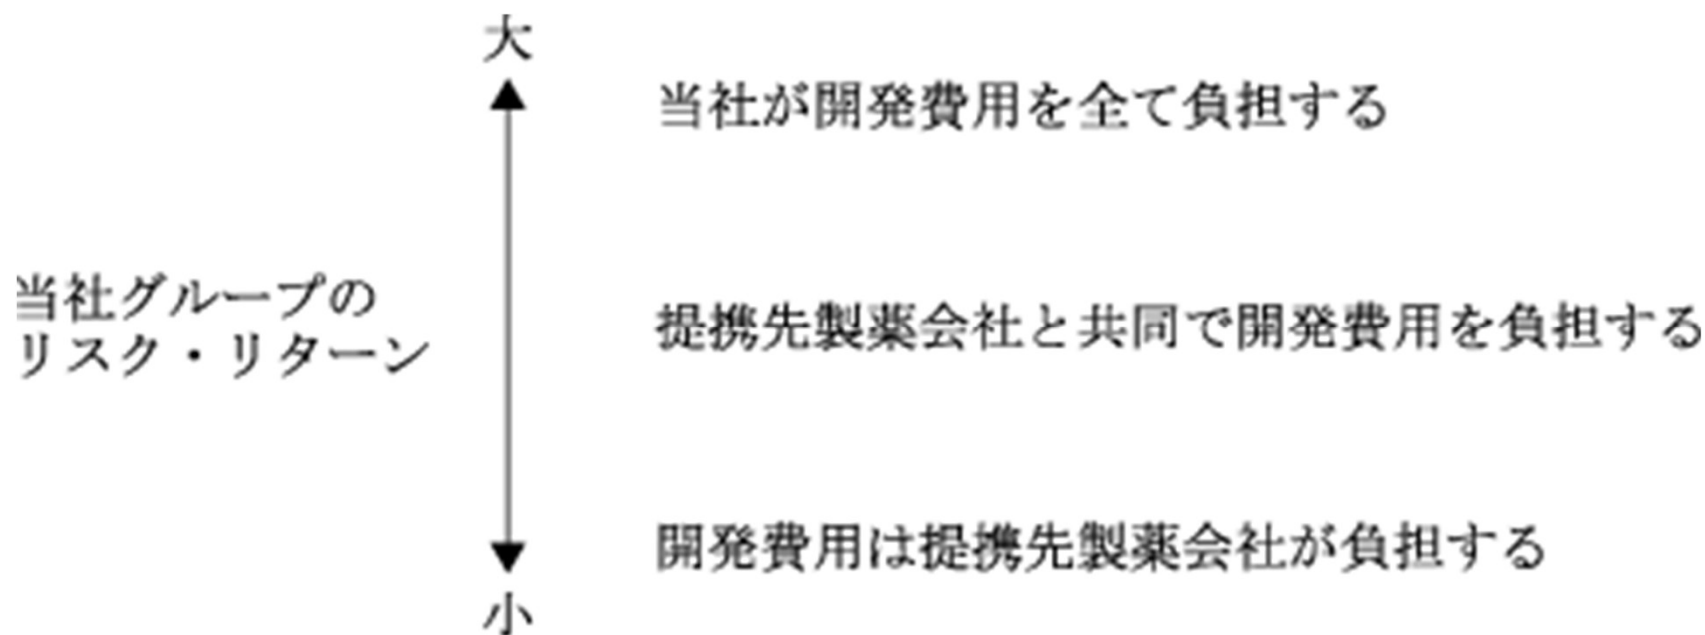 大
当社が開発費用を全て負担する
当社グループの
リスク・リターン
提携先製薬会社と共同で開発費用を負担する
開発費用は提携先製薬会社が負担する
小